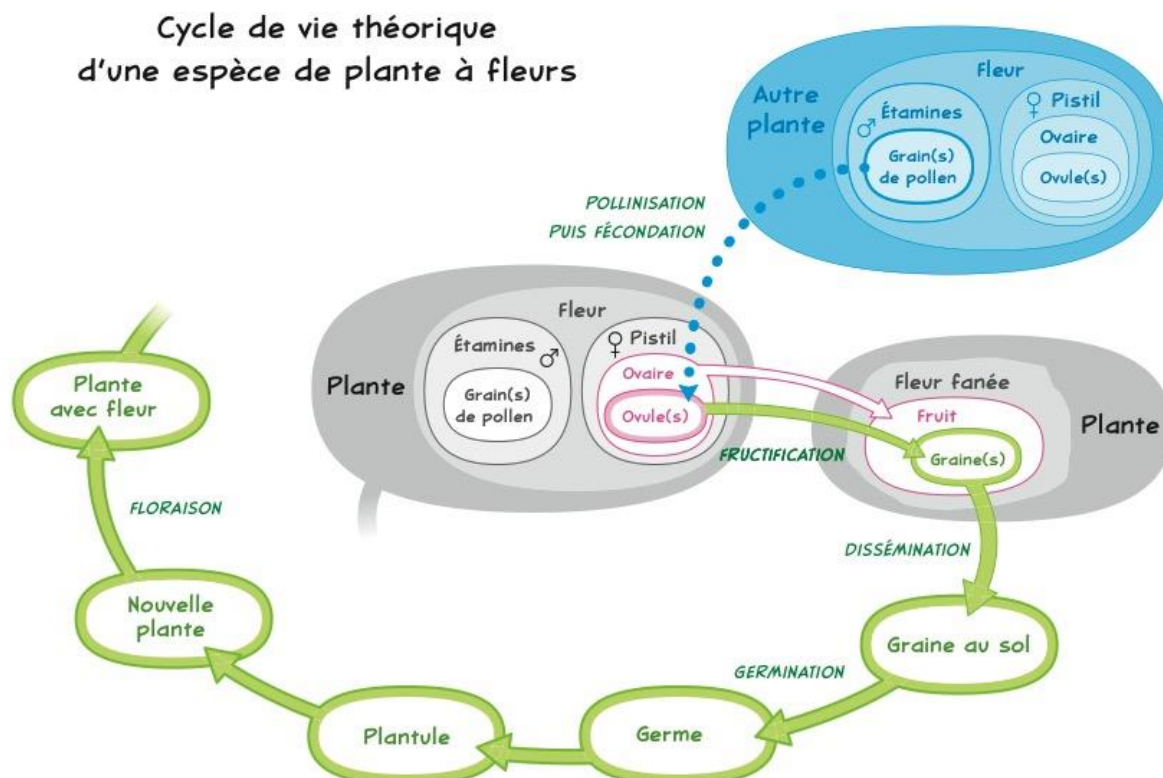 Cycle de vie théorique
d'une espèce de plante à fleurs
Autre
plante
Fleur
♂ Étamines
Grain(s)
de pollen
♀ Pistil
Ovaire
Ovule(s)
POLLINISATION
PUIS FÉCONDATION
Plante
Fleur
Étamines ♂
Grain(s)
de pollen
♀ Pistil
Ovaire
Ovule(s)
FRUCTIFICATION
Fleur fanée
Fruit
Graine(s)
Plante
DISSÉMINATION
Graine au sol
GERMINATION
Germe
Plantule
Nouvelle
plante
FLORAISON
Plante
avec fleur